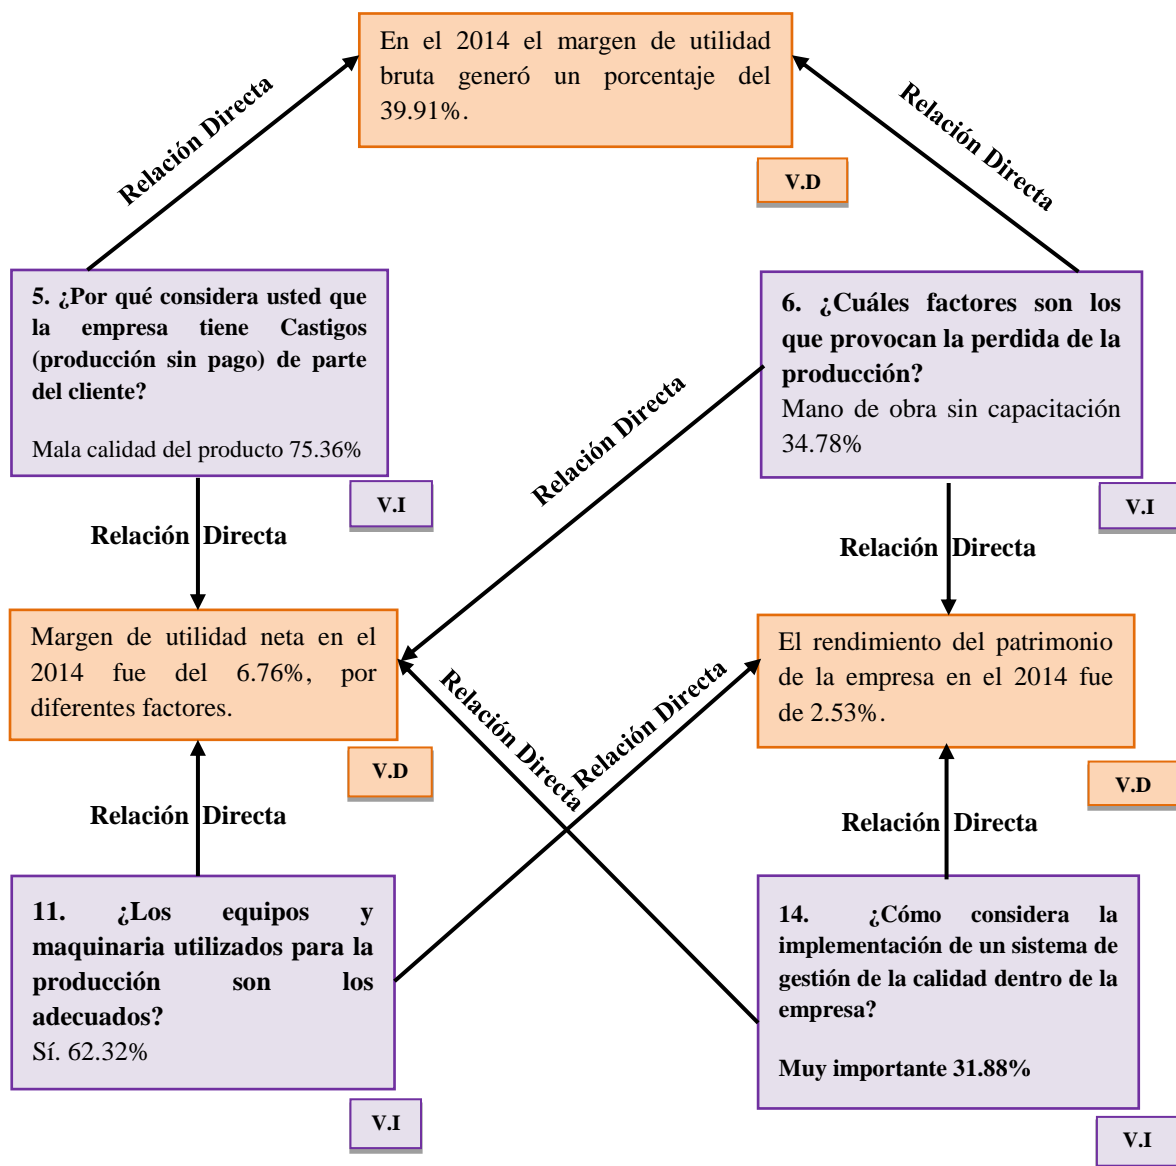 En el 2014 el margen de utilidad
bruta generó un porcentaje del
39.91%.
V.D
Relación Directa
Relación Directa
5. ¿Por qué considera usted que
la empresa tiene Castigos
(producción sin pago) de parte
del cliente?
Mala calidad del producto 75.36%
V.I
6. ¿Cuáles factores son los
que provocan la perdida de la
producción?
Mano de obra sin capacitación
34.78%
V.I
Relación Directa
Relación Directa
Relación Directa
Margen de utilidad neta en el
2014 fue del 6.76%, por
diferentes factores.
V.D
El rendimiento del patrimonio
de la empresa en el 2014 fue
de 2.53%.
V.D
Relación Directa
Relación Directa
Relación Directa
Relación Directa
11. ¿Los equipos y
maquinaria utilizados para la
producción son los
adecuados?
Sí. 62.32%
V.I
14. ¿Cómo considera la
implementación de un sistema de
gestión de la calidad dentro de la
empresa?
Muy importante 31.88%
V.I